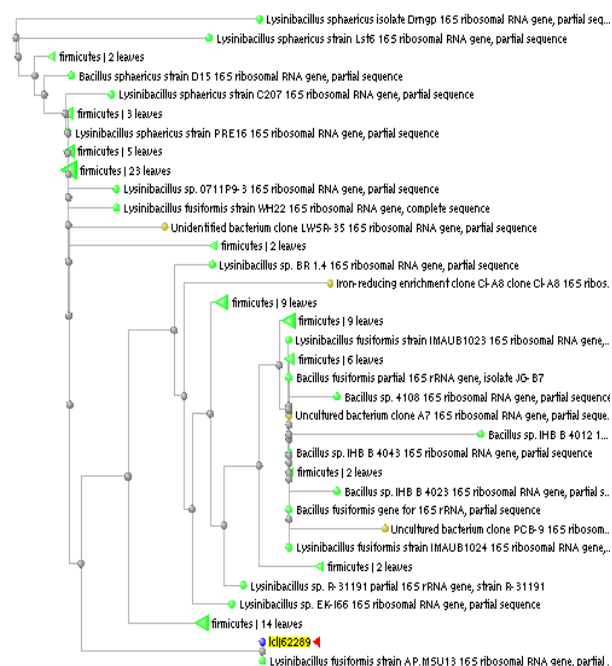 Lysinibacillus sphaericus isolate Dmgp 16S ribosomal RNA gene, partial seq...
Lysinibacillus sphaericus strain Lst6 16S ribosomal RNA gene, partial sequence
firmicutes | 2 leaves
Bacillus sphaericus strain D15 16S ribosomal RNA gene, partial sequence
Lysinibacillus sphaericus strain C207 16S ribosomal RNA gene, partial sequence
firmicutes | 3 leaves
Lysinibacillus sphaericus strain PRE16 16S ribosomal RNA gene, partial sequence
firmicutes | 5 leaves
firmicutes | 23 leaves
Lysinibacillus sp. 0711P9-3 16S ribosomal RNA gene, partial sequence
Lysinibacillus fusiformis strain WH22 16S ribosomal RNA gene, complete sequence
Unidentified bacterium clone LWSR-35 16S ribosomal RNA gene, partial sequence
firmicutes | 2 leaves
Lysinibacillus sp. BR 1.4 16S ribosomal RNA gene, partial sequence
Iron-reducing enrichment clone Cl-A8 clone Cl-A8 16S ribos...
firmicutes | 9 leaves
firmicutes | 9 leaves
Lysinibacillus fusiformis strain IMAUB1023 16S ribosomal RNA gene,...
firmicutes | 6 leaves
Bacillus fusiformis partial 16S rRNA gene, isolate JG-B7
Bacillus sp. 4108 16S ribosomal RNA gene, partial sequence
Uncultured bacterium clone A7 16S ribosomal RNA gene, partial seque...
Bacillus sp. IHB B 4012 1...
Bacillus sp. IHB B 4043 16S ribosomal RNA gene, partial sequence
firmicutes | 2 leaves
Bacillus sp. IHB B 4023 16S ribosomal RNA gene, partial s...
Bacillus fusiformis gene for 16S rRNA, partial sequence
Uncultured bacterium clone PCB-9 16S ribosom...
Lysinibacillus fusiformis strain IMAUB1024 16S ribosomal RNA gene,...
firmicutes | 2 leaves
Lysinibacillus sp. R-31191 partial 16S rRNA gene, strain R-31191
Lysinibacillus sp. EK-I66 16S ribosomal RNA gene, partial sequence
firmicutes | 14 leaves
lcl|62289
Lysinibacillus fusiformis strain AP.MSU13 16S ribosomal RNA gene, partial ...